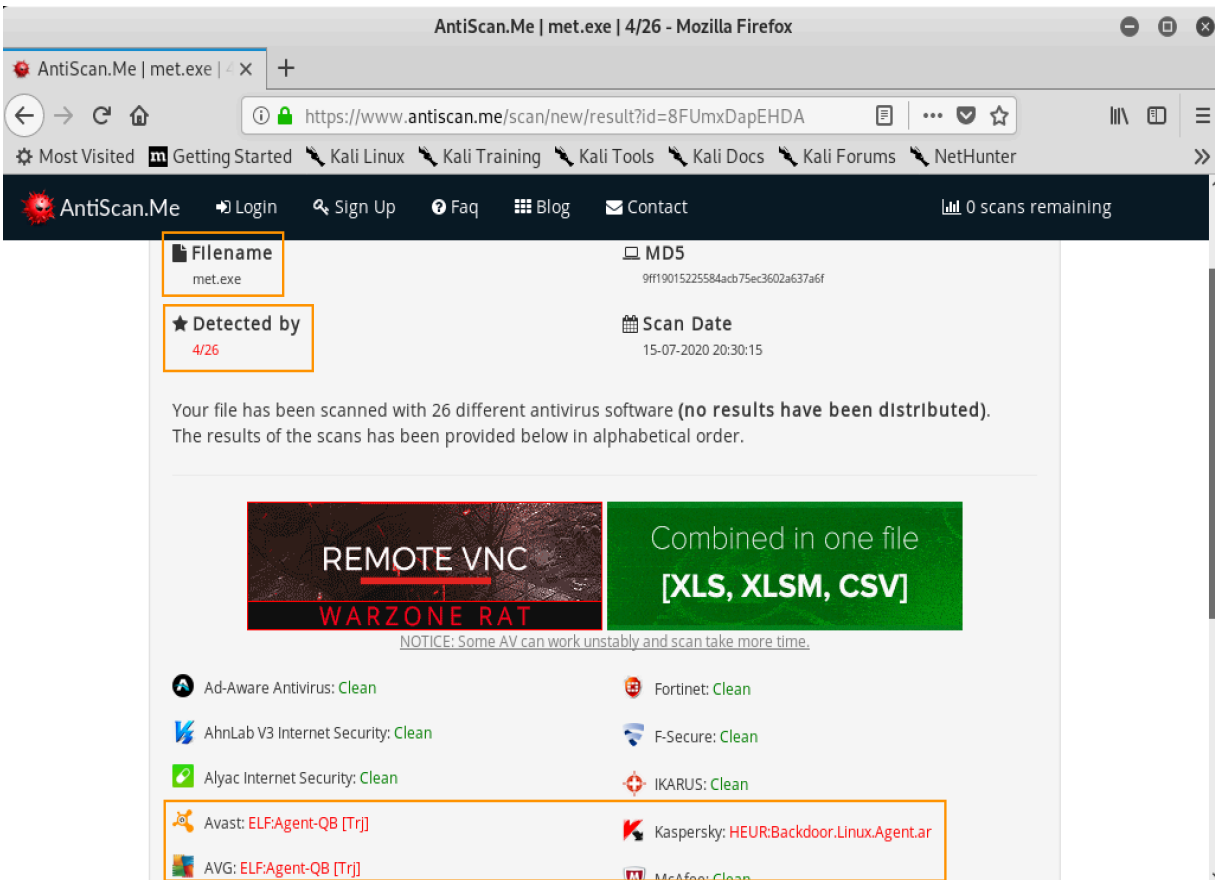 AntiScan.Me | met.exe | 4/26 - Mozilla Firefox
AntiScan.Me | met.exe | 4
https://www.antiscan.me/scan/new/result?id=8FUmxDapEHDA
Most Visited
Getting Started
Kali Linux
Kali Training
Kali Tools
Kali Docs
Kali Forums
NetHunter
AntiScan.Me
Login
Sign Up
Faq
Blog
Contact
0 scans remaining
Filename
met.exe
MD5
9ff19015225584acb75ec3602a637a6f
Detected by
4/26
Scan Date
15-07-2020 20:30:15
Your file has been scanned with 26 different antivirus software (no results have been distributed).
The results of the scans has been provided below in alphabetical order.
REMOTE VNC
WARZONE RAT
Combined in one file
[XLS, XLSM, CSV]
NOTICE: Some AV can work unstably and scan take more time.
Ad-Aware Antivirus: Clean
Fortinet: Clean
AhnLab V3 Internet Security: Clean
F-Secure: Clean
Alyac Internet Security: Clean
IKARUS: Clean
Avast: ELF:Agent-QB [Trj]
Kaspersky: HEUR:Backdoor.Linux.Agent.ar
AVG: ELF:Agent-QB [Trj]
McAfee: Clean